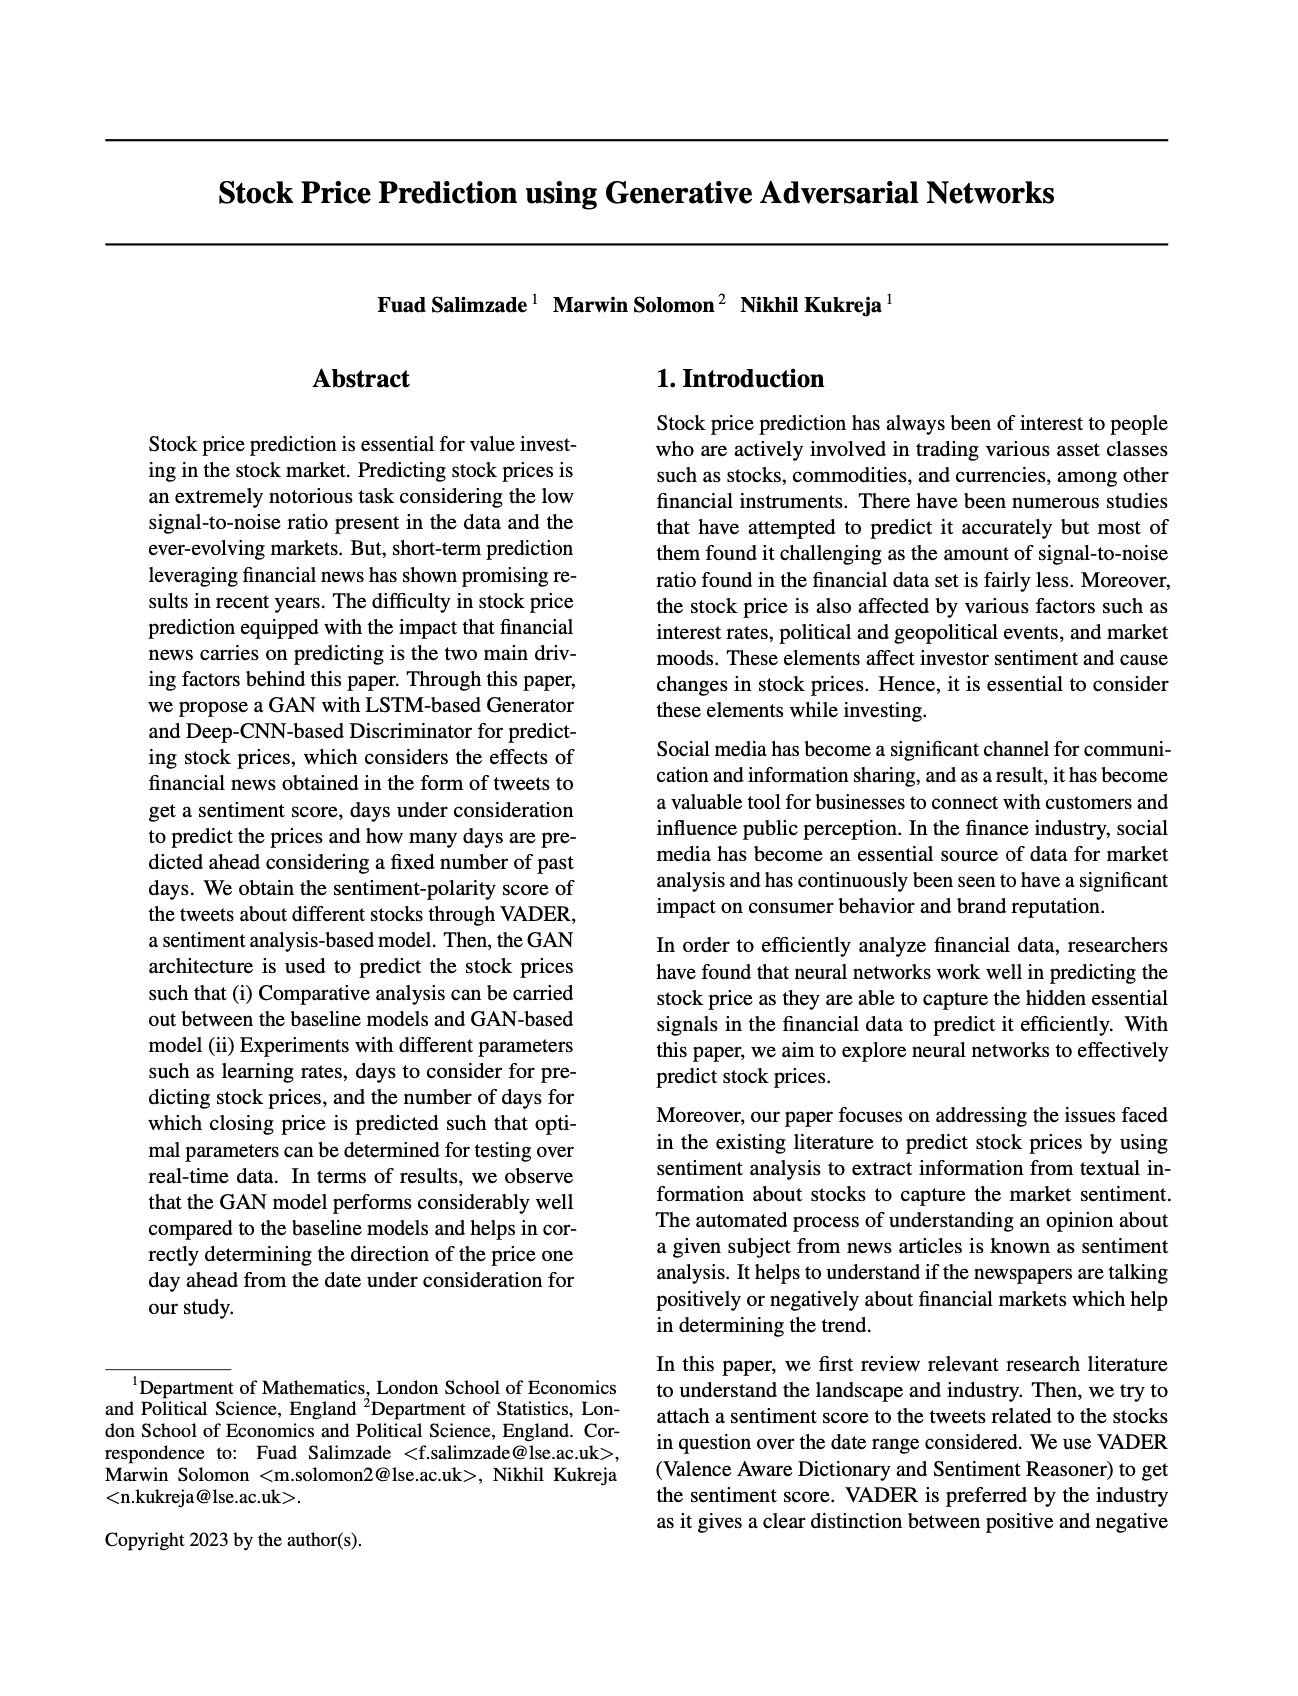 Stock Price Prediction using Generative Adversarial Networks
Fuad Salimzade 1 Marwin Solomon 2 Nikhil Kukreja 1
Abstract
Stock price prediction is essential for value invest-
ing in the stock market. Predicting stock prices is
an extremely notorious task considering the low
signal-to-noise ratio present in the data and the
ever-evolving markets. But, short-term prediction
leveraging financial news has shown promising re-
sults in recent years. The difficulty in stock price
prediction equipped with the impact that financial
news carries on predicting is the two main driv-
ing factors behind this paper. Through this paper,
we propose a GAN with LSTM-based Generator
and Deep-CNN-based Discriminator for predict-
ing stock prices, which considers the effects of
financial news obtained in the form of tweets to
get a sentiment score, days under consideration
to predict the prices and how many days are pre-
dicted ahead considering a fixed number of past
days. We obtain the sentiment-polarity score of
the tweets about different stocks through VADER,
a sentiment analysis-based model. Then, the GAN
architecture is used to predict the stock prices
such that (i) Comparative analysis can be carried
out between the baseline models and GAN-based
model (ii) Experiments with different parameters
such as learning rates, days to consider for pre-
dicting stock prices, and the number of days for
which closing price is predicted such that opti-
mal parameters can be determined for testing over
real-time data. In terms of results, we observe
that the GAN model performs considerably well
compared to the baseline models and helps in cor-
rectly determining the direction of the price one
day ahead from the date under consideration for
our study.
1Department of Mathematics, London School of Economics
and Political Science, England 2Department of Statistics, Lon-
don School of Economics and Political Science, England. Cor-
respondence to: Fuad Salimzade <f.salimzade@lse.ac.uk>,
Marwin Solomon <m.solomon2@lse.ac.uk>, Nikhil Kukreja
<n.kukreja@lse.ac.uk>.
Copyright 2023 by the author(s).
1. Introduction
Stock price prediction has always been of interest to people
who are actively involved in trading various asset classes
such as stocks, commodities, and currencies, among other
financial instruments. There have been numerous studies
that have attempted to predict it accurately but most of
them found it challenging as the amount of signal-to-noise
ratio found in the financial data set is fairly less. Moreover,
the stock price is also affected by various factors such as
interest rates, political and geopolitical events, and market
moods. These elements affect investor sentiment and cause
changes in stock prices. Hence, it is essential to consider
these elements while investing.
Social media has become a significant channel for communi-
cation and information sharing, and as a result, it has become
a valuable tool for businesses to connect with customers and
influence public perception. In the finance industry, social
media has become an essential source of data for market
analysis and has continuously been seen to have a significant
impact on consumer behavior and brand reputation.
In order to efficiently analyze financial data, researchers
have found that neural networks work well in predicting the
stock price as they are able to capture the hidden essential
signals in the financial data to predict it efficiently. With
this paper, we aim to explore neural networks to effectively
predict stock prices.
Moreover, our paper focuses on addressing the issues faced
in the existing literature to predict stock prices by using
sentiment analysis to extract information from textual in-
formation about stocks to capture the market sentiment.
The automated process of understanding an opinion about
a given subject from news articles is known as sentiment
analysis. It helps to understand if the newspapers are talking
positively or negatively about financial markets which help
in determining the trend.
In this paper, we first review relevant research literature
to understand the landscape and industry. Then, we try to
attach a sentiment score to the tweets related to the stocks
in question over the date range considered. We use VADER
(Valence Aware Dictionary and Sentiment Reasoner) to get
the sentiment score. VADER is preferred by the industry
as it gives a clear distinction between positive and negative